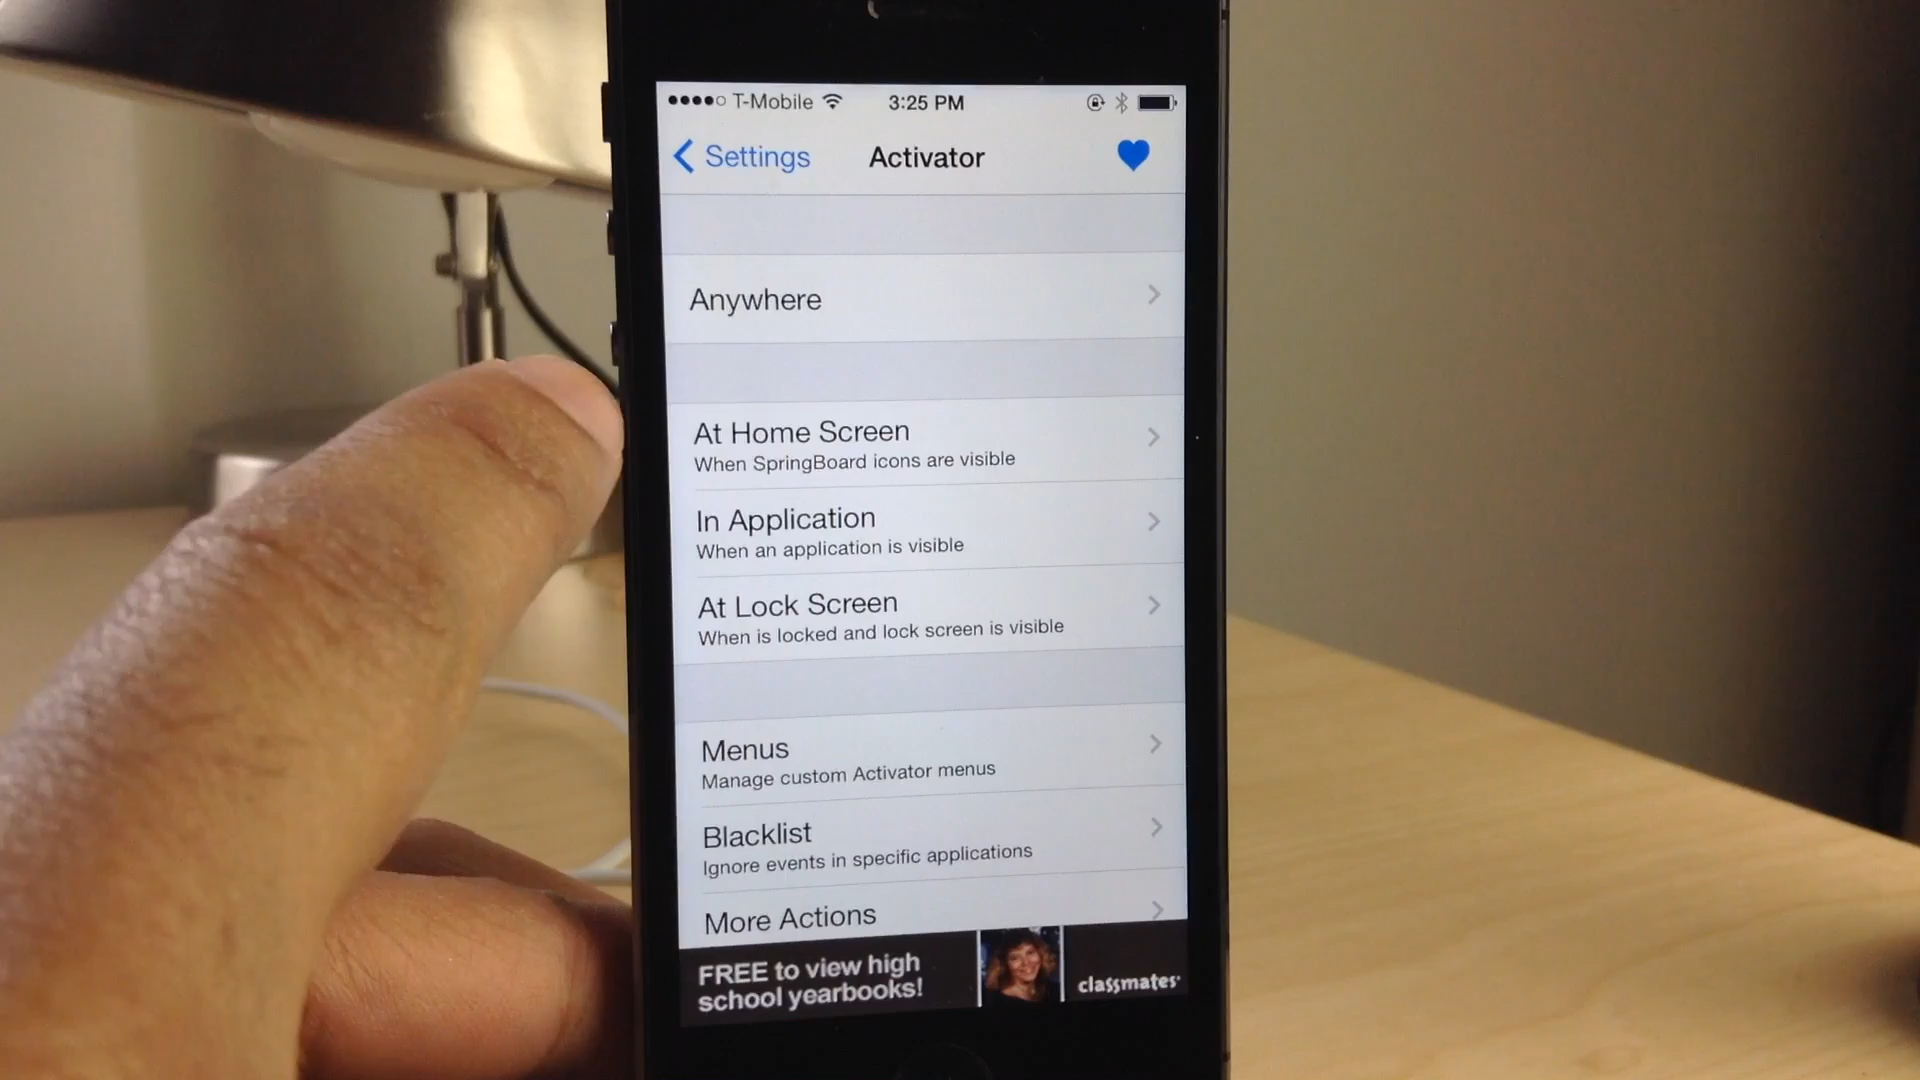 T-Mobile 3:25 PM
Settings Activator
Anywhere
At Home Screen
When SpringBoard icons are visible
In Application
When an application is visible
At Lock Screen
When is locked and lock screen is visible
Menus
Manage custom Activator menus
Blacklist
Ignore events in specific applications
More Actions
FREE to view high
school yearbooks!
classmates